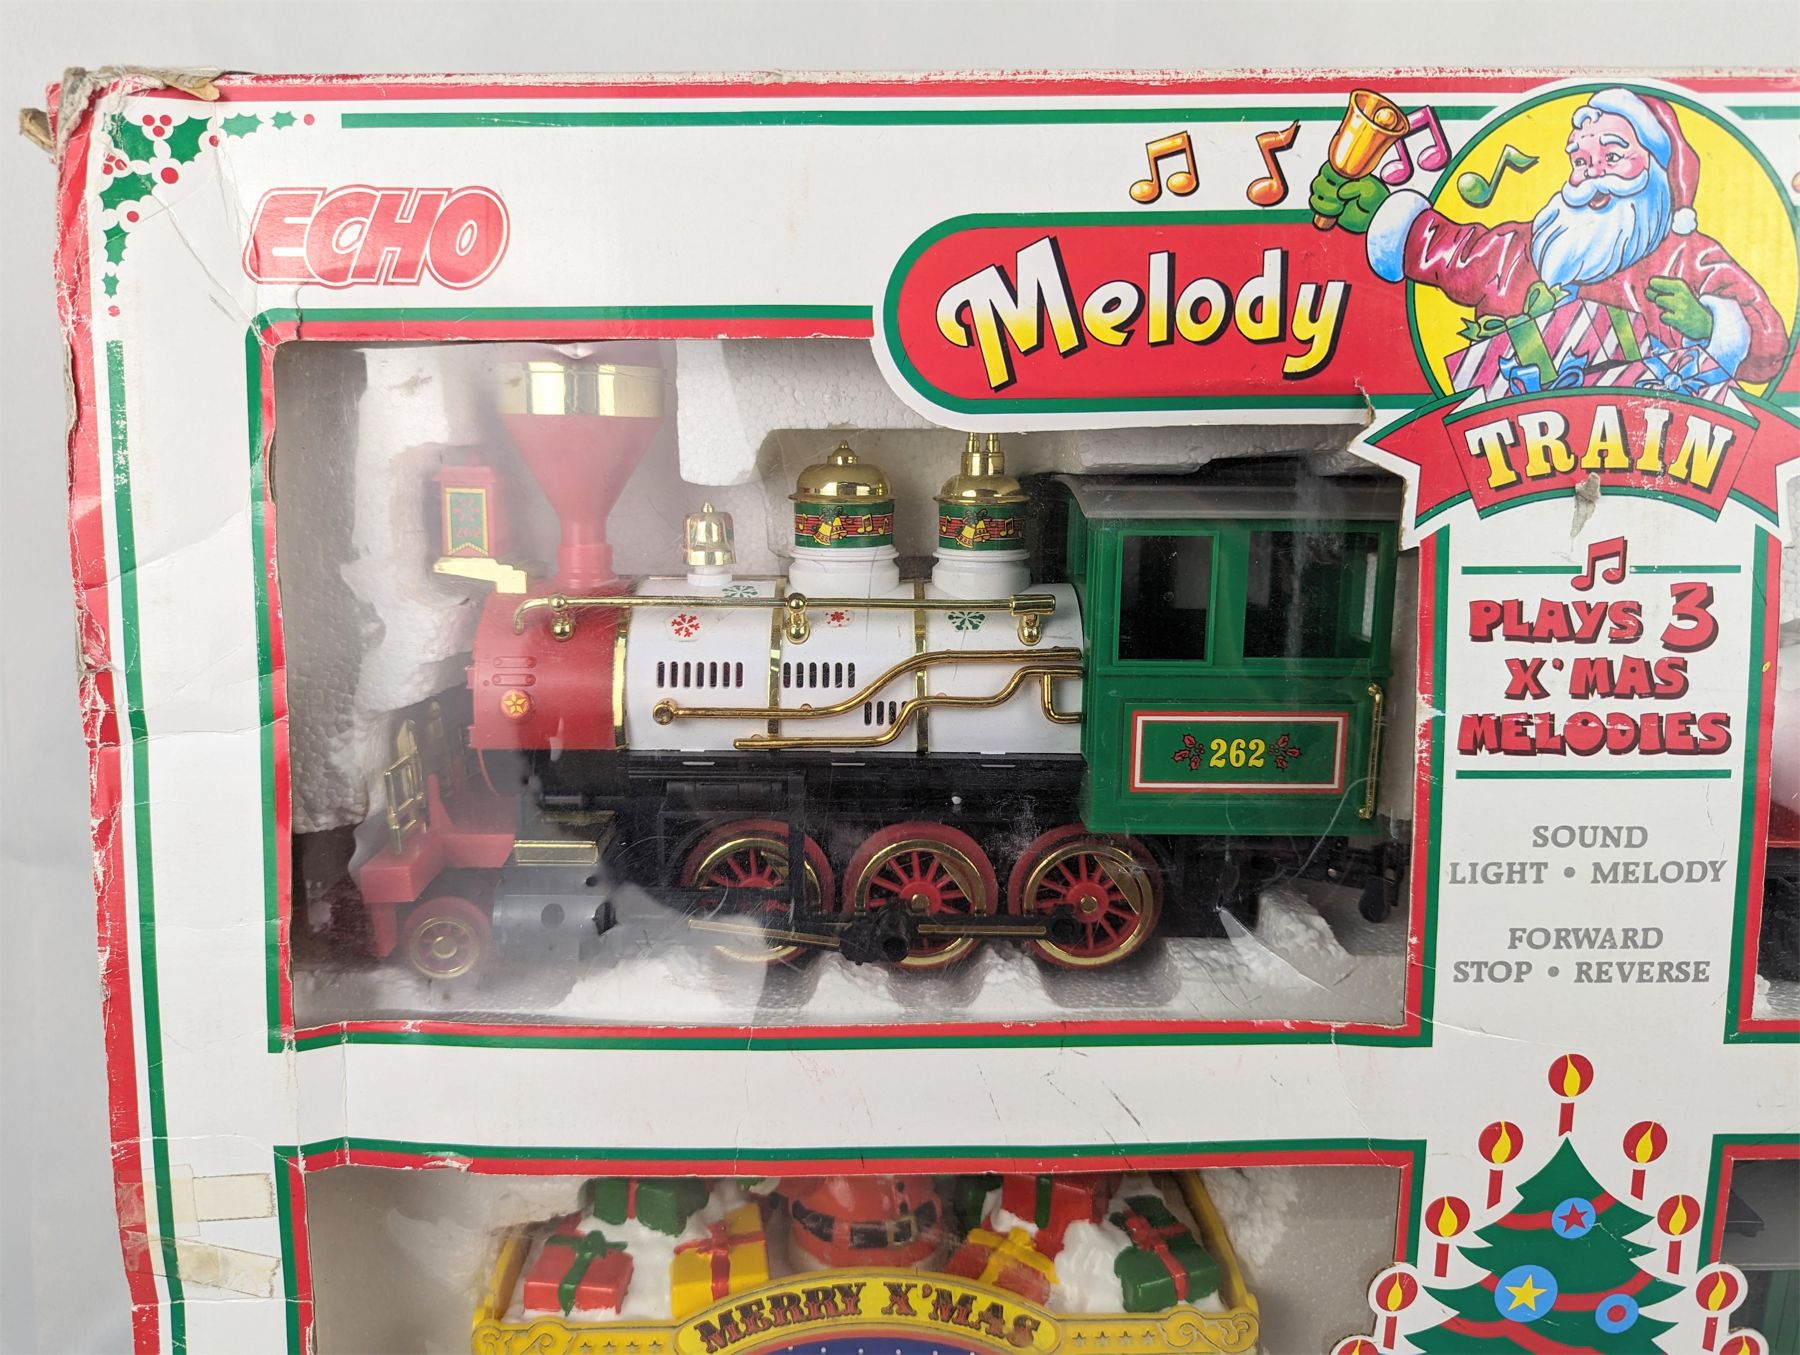 ECHO
Melody
TRAIN
PLAYS 3
X'MAS
MELODIES
SOUND
LIGHT • MELODY
FORWARD
STOP • REVERSE
262
MERRY X'MAS